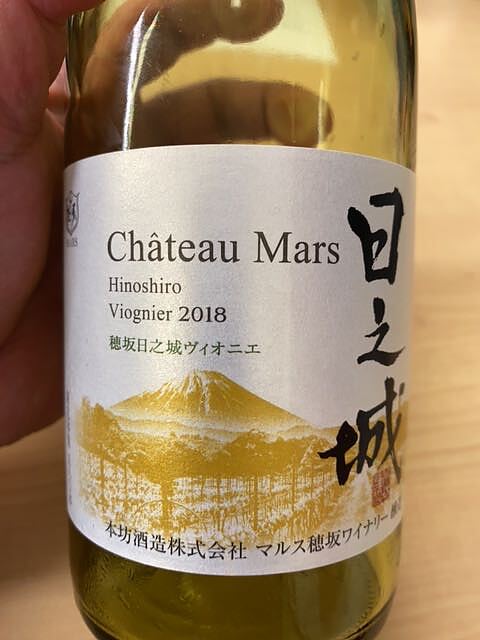 MARS
Château Mars
Hinoshiro
Viognier 2018
穂坂日之城ヴィオニエ
日之城
本坊酒造株式会社 マルス穂坂ワイナリー